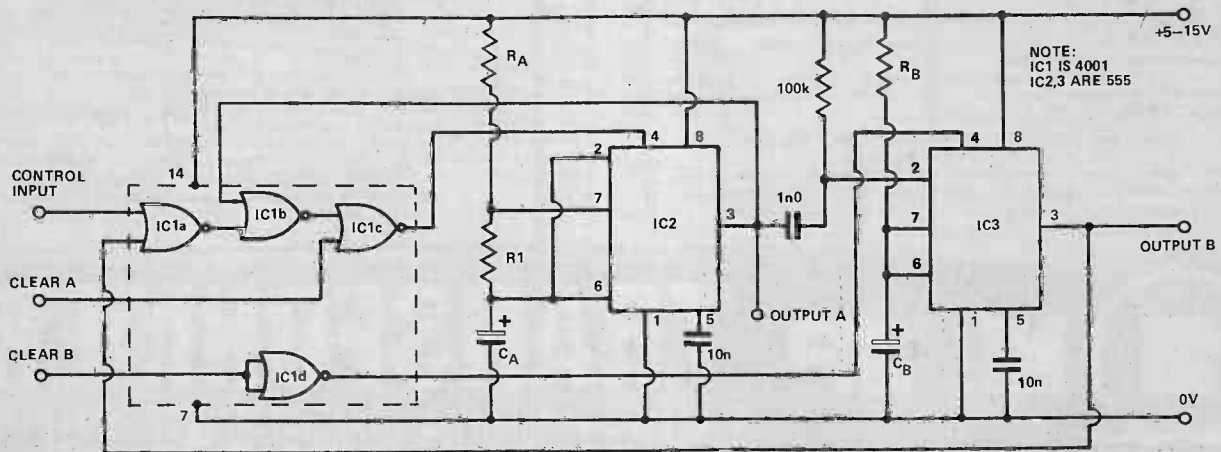 +5–15V
NOTE:
IC1 IS 4001
IC2,3 ARE 555
RA
RB
100k
4
8
4
8
14
2
2
CONTROL
INPUT
IC1a
IC1b
IC1c
7
IC2
3
1n0
7
IC3
3
OUTPUT B
R1
CLEAR A
6
6
1
5
OUTPUT A
1
5
+
CA
10n
+
CB
10n
CLEAR B
IC1d
7
0V